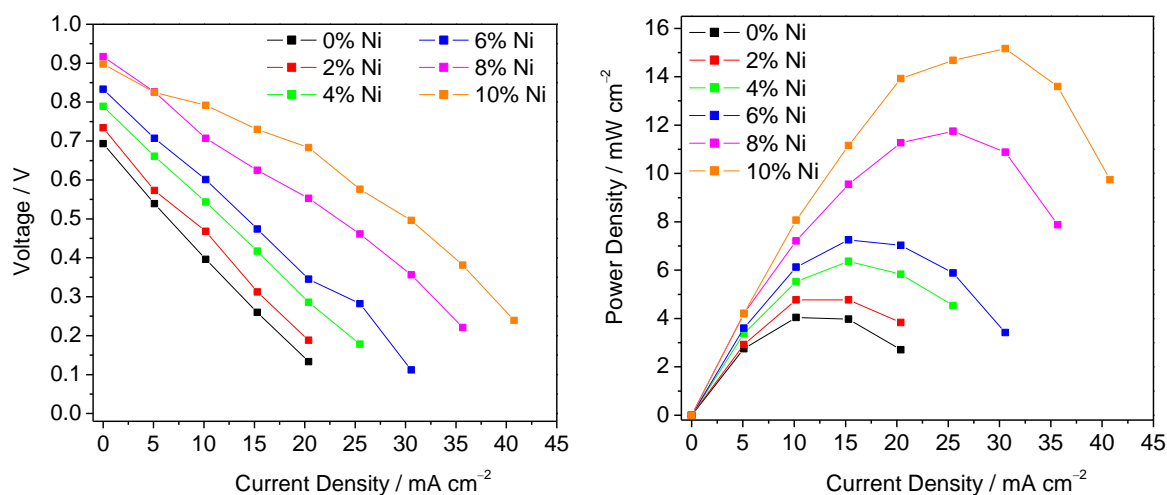 1.0
0.9
0.8
0.7
0.6
0.5
0.4
0.3
0.2
0.1
0.0
Voltage / V
0% Ni
2% Ni
4% Ni
6% Ni
8% Ni
10% Ni
0 5 10 15 20 25 30 35 40 45
Current Density / mA cm⁻²
16
14
12
10
8
6
4
2
0
Power Density / mW cm⁻²
0% Ni
2% Ni
4% Ni
6% Ni
8% Ni
10% Ni
0 5 10 15 20 25 30 35 40 45
Current Density / mA cm⁻²